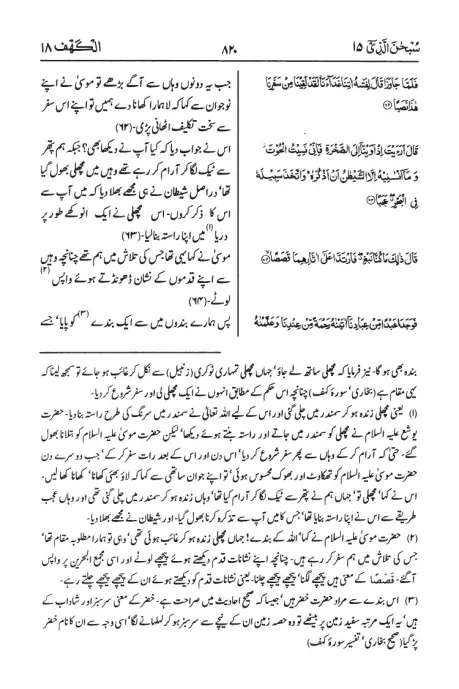 سُبْحٰنَ الَّذِیْٓ ۱۵
۸۲۰
الکَھْف ۱۸
فَلَمَّا جَاوَزَا قَالَ لِفَتٰىهُ اٰتِنَا غَدَآءَنَا لَقَدْ لَقِيْنَا مِنْ سَفَرِنَا
هٰذَا نَصَبًا ﴿۶۲﴾
قَالَ اَرَءَيْتَ اِذْ اَوَيْنَآ اِلَى الصَّخْرَةِ فَاِنِّىْ نَسِيْتُ الْحُوْتَ
وَمَآ اَنْسٰنِيْهُ اِلَّا الشَّيْطٰنُ اَنْ اَذْكُرَهٗ وَاتَّخَذَ سَبِيْلَهٗ
فِى الْبَحْرِ عَجَبًا ﴿۶۳﴾
قَالَ ذٰلِكَ مَا كُنَّا نَبْغِ فَارْتَدَّا عَلٰٓى اٰثَارِهِمَا قَصَصًا ﴿۶۴﴾
فَوَجَدَا عَبْدًا مِّنْ عِبَادِنَآ اٰتَيْنٰهُ رَحْمَةً مِّنْ عِنْدِنَا وَعَلَّمْنٰهُ
جب یہ دونوں وہاں سے آگے بڑھے تو موسیٰ نے اپنے
نوجوان سے کہا کہ لا ہمارا کھانا دے ہمیں تو اپنے اس سفر
سے سخت تکلیف اٹھانی پڑی۔ (۶۲)
اس نے جواب دیا کہ کیا آپ نے دیکھا بھی؟ جبکہ ہم پتھر
سے ٹیک لگا کر آرام کر رہے تھے وہیں میں مچھلی بھول گیا
تھا، دراصل شیطان نے ہی مجھے بھلا دیا کہ میں آپ سے
اس کا ذکر کروں۔ اس مچھلی نے ایک انوکھے طور پر
دریا (۱) میں اپنا راستہ بنالیا۔ (۶۳)
موسیٰ نے کہا یہی تھا جس کی تلاش میں ہم تھے چنانچہ وہیں
سے اپنے قدموں کے نشان ڈھونڈتے ہوئے واپس (۲)
لوٹے۔ (۶۴)
پس ہمارے بندوں میں سے ایک بندے (۳) کو پایا، جسے
بندہ بھی ہو گا۔ نیز فرمایا کہ مچھلی ساتھ لے جاؤ، جہاں مچھلی تمہاری ٹوکری (زنبیل) سے نکل کر غائب ہو جائے تو سمجھ لینا کہ
یہی مقام ہے (بخاری، سورۂ کہف) چنانچہ اس حکم کے مطابق انہوں نے ایک مچھلی لی اور سفر شروع کر دیا۔
(۱) یعنی مچھلی زندہ ہو کر سمندر میں چلی گئی اور اس کے لیے اللہ تعالیٰ نے سمندر میں سرنگ کی طرح راستہ بنادیا۔ حضرت
یوشع علیہ السلام نے مچھلی کو سمندر میں جاتے اور راستہ بنتے ہوئے دیکھا، لیکن حضرت موسیٰ علیہ السلام کو بتلانا بھول
گئے۔ حتیٰ کہ آرام کر کے وہاں سے پھر سفر شروع کر دیا، اس دن اور اس کے بعد رات سفر کر کے، جب دوسرے دن
حضرت موسیٰ علیہ السلام کو تھکاوٹ اور بھوک محسوس ہوئی، تو اپنے جوان ساتھی سے کہا کہ لاؤ بھئی کھانا، کھانا کھا لیں۔
اس نے کہا، مچھلی تو، جہاں ہم نے پتھر سے ٹیک لگا کر آرام کیا تھا، وہاں زندہ ہو کر سمندر میں چلی گئی تھی اور وہاں عجب
طریقے سے اس نے اپنا راستہ بنایا تھا، جس کا میں آپ سے تذکرہ کرنا بھول گیا۔ اور شیطان نے مجھے بھلا دیا۔
(۲) حضرت موسیٰ علیہ السلام نے کہا، اللہ کے بندے! جہاں مچھلی زندہ ہو کر غائب ہوئی تھی، وہی تو ہمارا مطلوبہ مقام تھا،
جس کی تلاش میں ہم سفر کر رہے ہیں۔ چنانچہ اپنے نشانات قدم دیکھتے ہوئے پیچھے لوٹے اور اسی مجمع البحرین پر واپس
آگئے۔ قَصَصًا کے معنی ہیں پیچھے لگنا، پیچھے پیچھے چلنا۔ یعنی نشانات قدم کو دیکھتے ہوئے ان کے پیچھے پیچھے چلتے رہے۔
(۳) اس بندے سے مراد حضرت خضر ہیں، جیسا کہ صحیح احادیث میں صراحت ہے۔ خضر کے معنی سرسبز اور شاداب کے
ہیں، یہ ایک مرتبہ سفید زمین پر بیٹھے تو وہ حصہ زمین ان کے نیچے سے سرسبز ہو کر لہلہانے لگا، اسی وجہ سے ان کا نام خضر
پڑ گیا (صحیح بخاری، تفسیر سورۂ کہف)